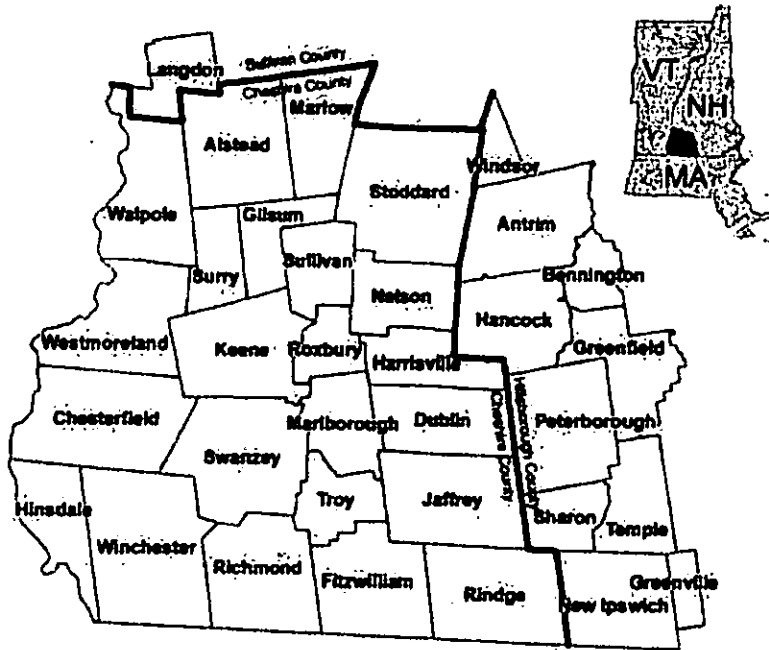 Langdon
Sullivan County
Cheshire County
Marlow
Alstead
VT
NH
MA
Windsor
Stoddard
Walpole
Gilsum
Antrim
Sullivan
Surry
Bennington
Nelson
Hancock
Westmoreland
Keene
Roxbury
Harrisville
Greenfield
Chesterfield
Marlborough
Dublin
Cheshire County
Hillsborough County
Peterborough
Swanzey
Hinsdale
Troy
Jaffrey
Sharon
Temple
Winchester
Richmond
Fitzwilliam
Rindge
New Ipswich
Greenville